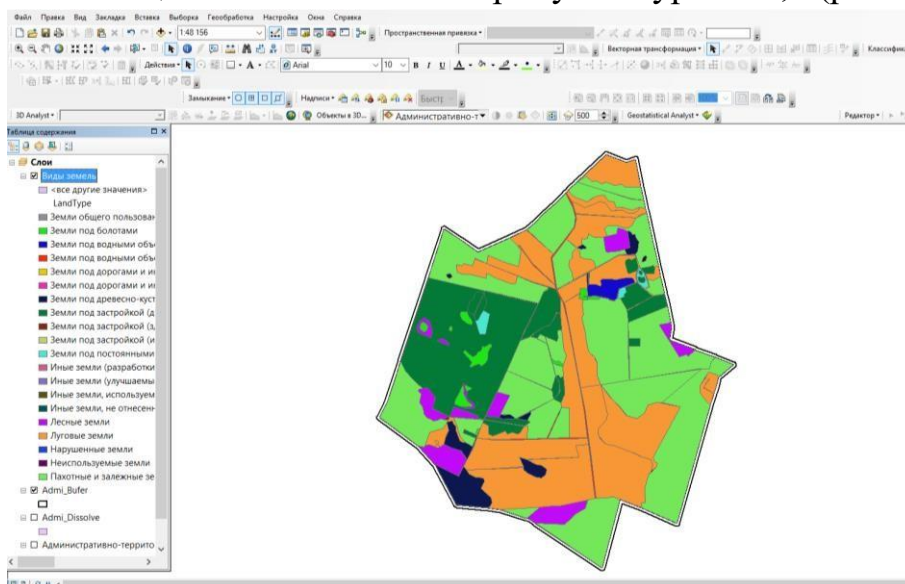 Файл Правка Вид Закладка Вставка Выборка Геообработка Настройка Окна Справка
1:48 156 Пространственная привязка
Векторная трансформация Классифик
Действия Arial 10 B I U A
Замыкание Надписи Быстр
3D Analyst Объекты в 3D... Административно-т 500 Geostatistical Analyst Редактор
Таблица содержания
Слои
Виды земель
<все другие значения>
LandType
Земли общего пользован
Земли под болотами
Земли под водными объ
Земли под водными объ
Земли под дорогами и ин
Земли под дорогами и ин
Земли под древесно-куст
Земли под застройкой (д
Земли под застройкой (з,
Земли под застройкой (и
Земли под постоянными
Иные земли (разработки
Иные земли (улучшаемы
Иные земли, используем
Иные земли, не отнесенн
Лесные земли
Луговые земли
Нарушенные земли
Неиспользуемые земли
Пахотные и залежные зе
Admi_Bufer
Admi_Dissolve
Административно-террито